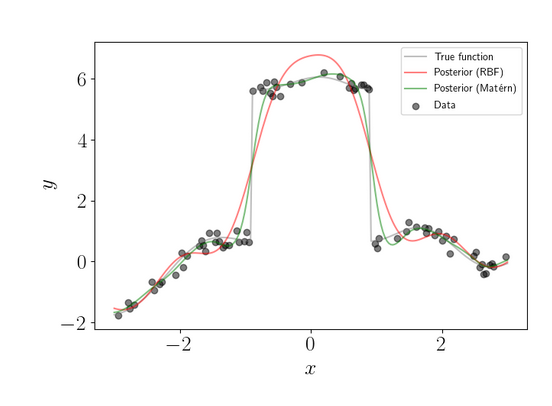 True function
Posterior (RBF)
Posterior (Matérn)
Data
6
4
2
0
−2
y
−2
0
2
x